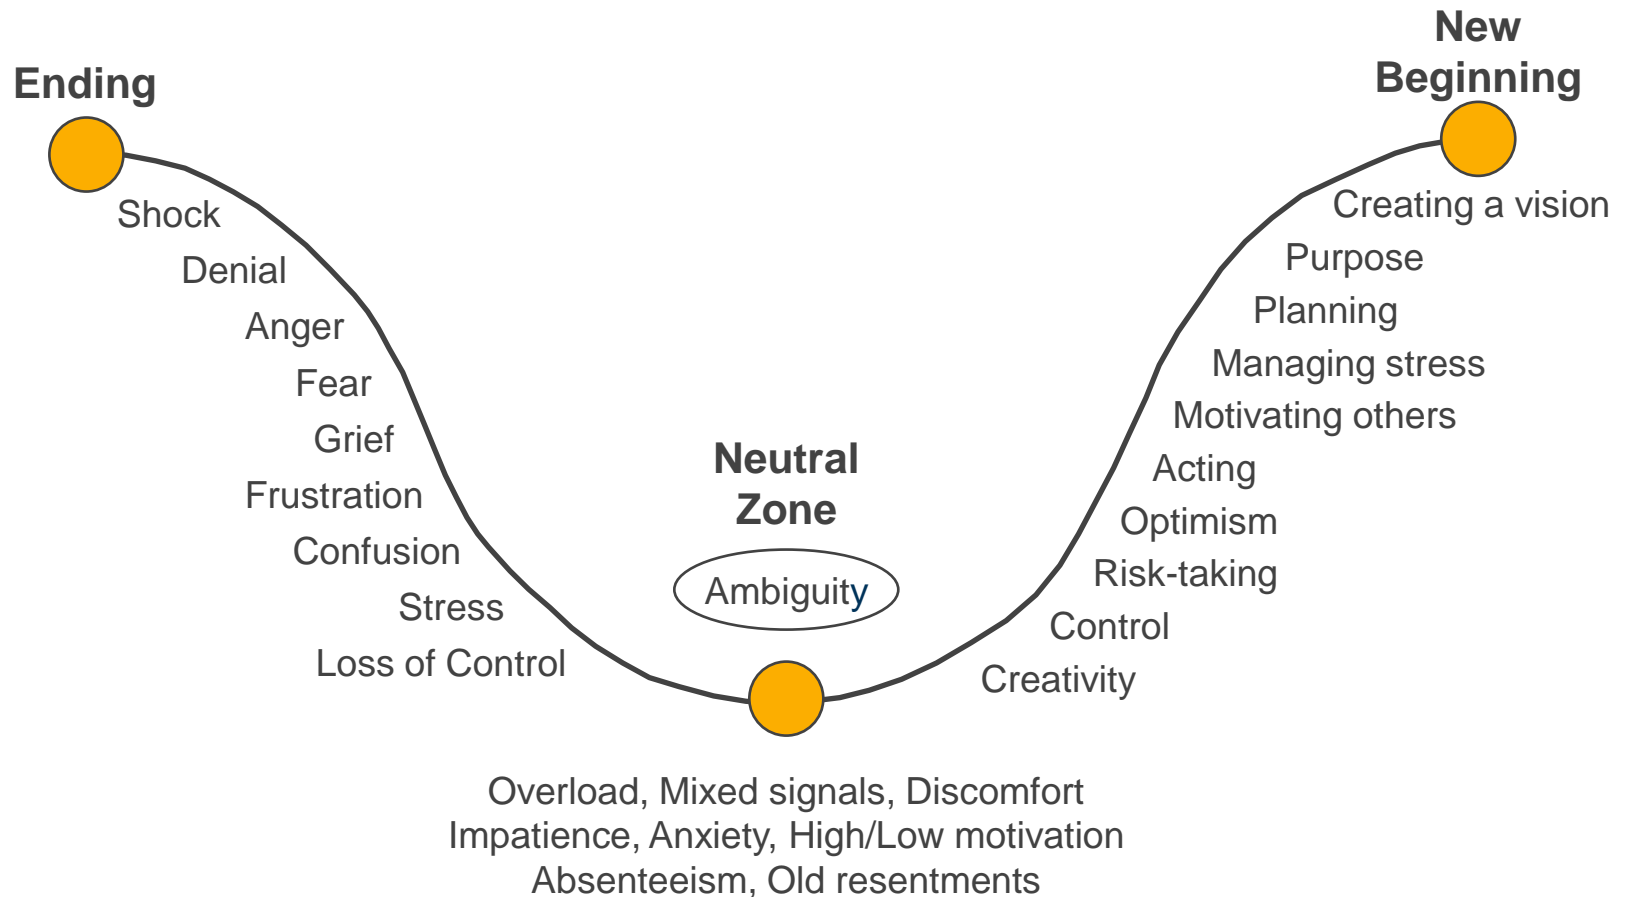 Ending
Shock
Denial
Anger
Fear
Grief
Frustration
Confusion
Stress
Loss of Control
Neutral
Zone
Ambiguity
Overload, Mixed signals, Discomfort
Impatience, Anxiety, High/Low motivation
Absenteeism, Old resentments
New
Beginning
Creating a vision
Purpose
Planning
Managing stress
Motivating others
Acting
Optimism
Risk-taking
Control
Creativity